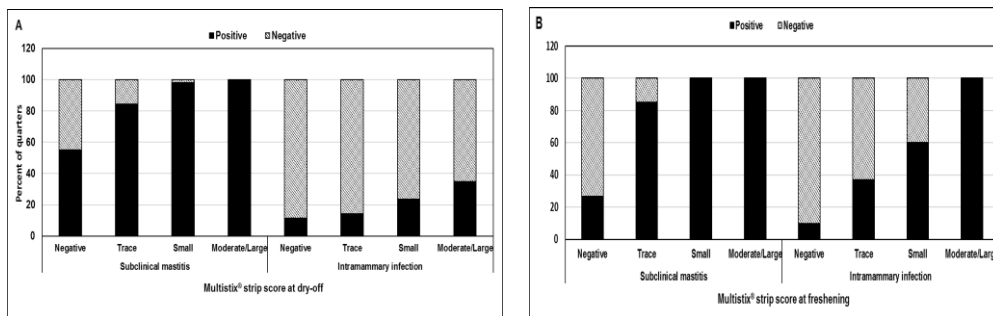 A
Positive Negative
120
100
80
60
40
20
0
Percent of quarters
Negative Trace Small Moderate/Large Negative Trace Small Moderate/Large
Subclinical mastitis Intramammary infection
Multistix® strip score at dry-off
B
Positive Negative
120
100
80
60
40
20
0
Negative Trace Small Moderate/Large Negative Trace Small Moderate/Larg
Subclinical mastitis Intramammary infection
Multistix® strip score at freshening